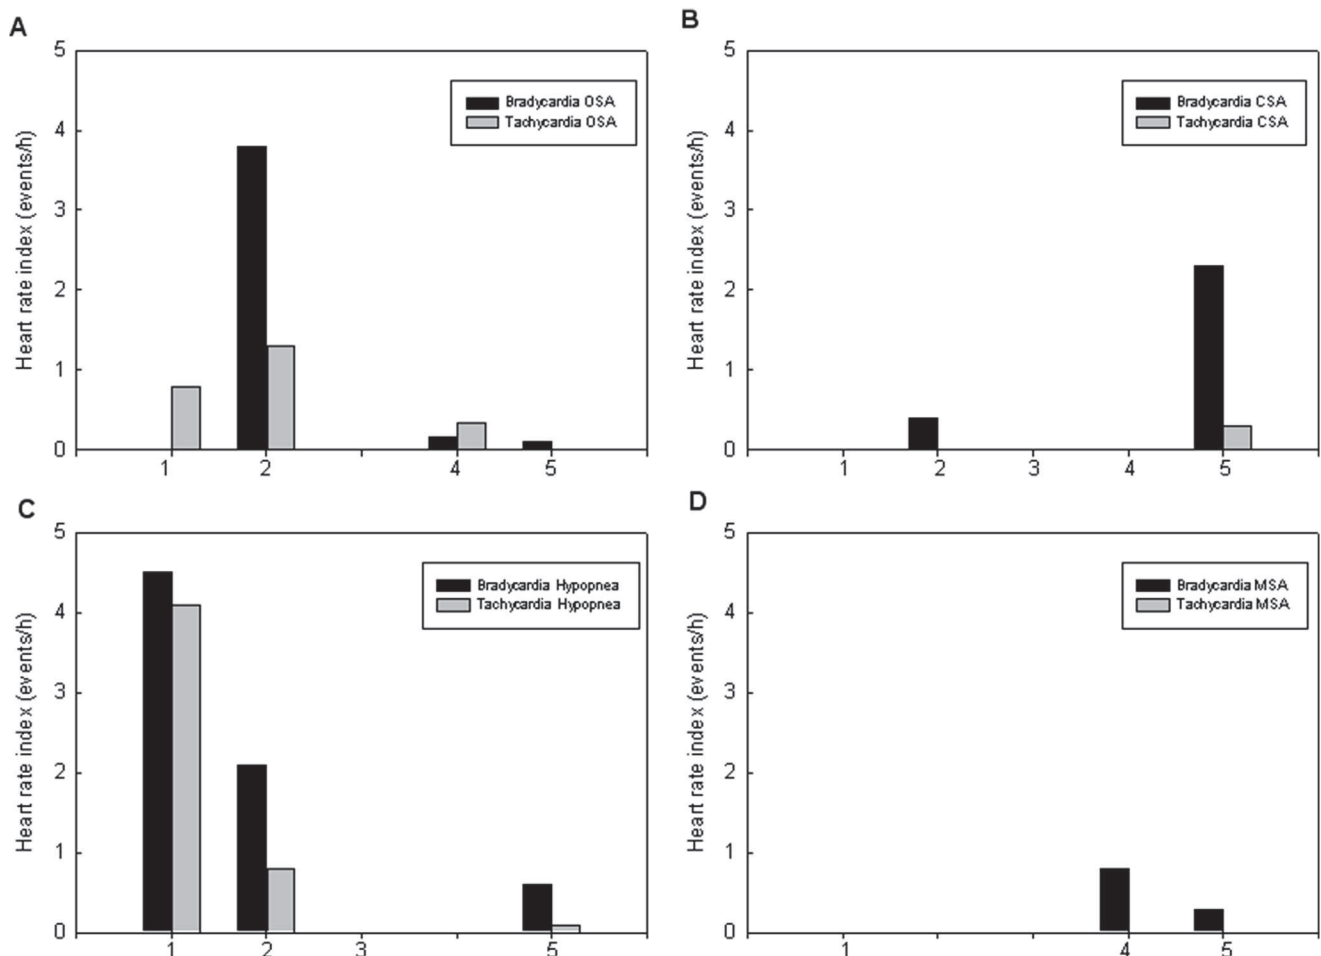 A
Heart rate index (events/h)
5
4
3
2
1
0
Bradycardia OSA
Tachycardia OSA
1 2 4 5
B
Heart rate index (events/h)
5
4
3
2
1
0
Bradycardia CSA
Tachycardia CSA
1 2 3 4 5
C
Heart rate index (events/h)
5
4
3
2
1
0
Bradycardia Hypopnea
Tachycardia Hypopnea
1 2 3 5
D
Heart rate index (events/h)
5
4
3
2
1
0
Bradycardia MSA
Tachycardia MSA
1 4 5